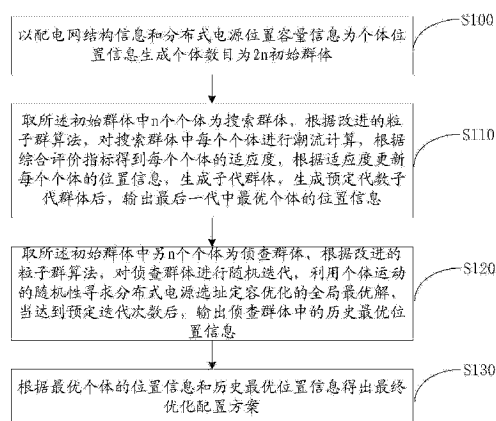 以配电网结构信息和分布式电源位置容量信息为个体位
置信息生成个体数目为2n初始群体
S100
取所述初始群体中n个个体为搜索群体，根据改进的粒
子群算法，对搜索群体中每个个体进行潮流计算，根据
综合评价指标得到每个个体的适应度，根据适应度更新
每个个体的位置信息，生成子代群体。生成预定代数子
代群体后，输出最后一代中最优个体的位置信息
S110
取所述初始群体中另n个个体为侦查群体，根据改进的
粒子群算法，对侦查群体进行随机迭代，利用个体运动
的随机性寻求分布式电源选址定容优化的全局最优解，
当达到预定迭代次数后，输出侦查群体中的历史最优位
置信息
S120
根据最优个体的位置信息和历史最优位置信息得出最终
优化配置方案
S130